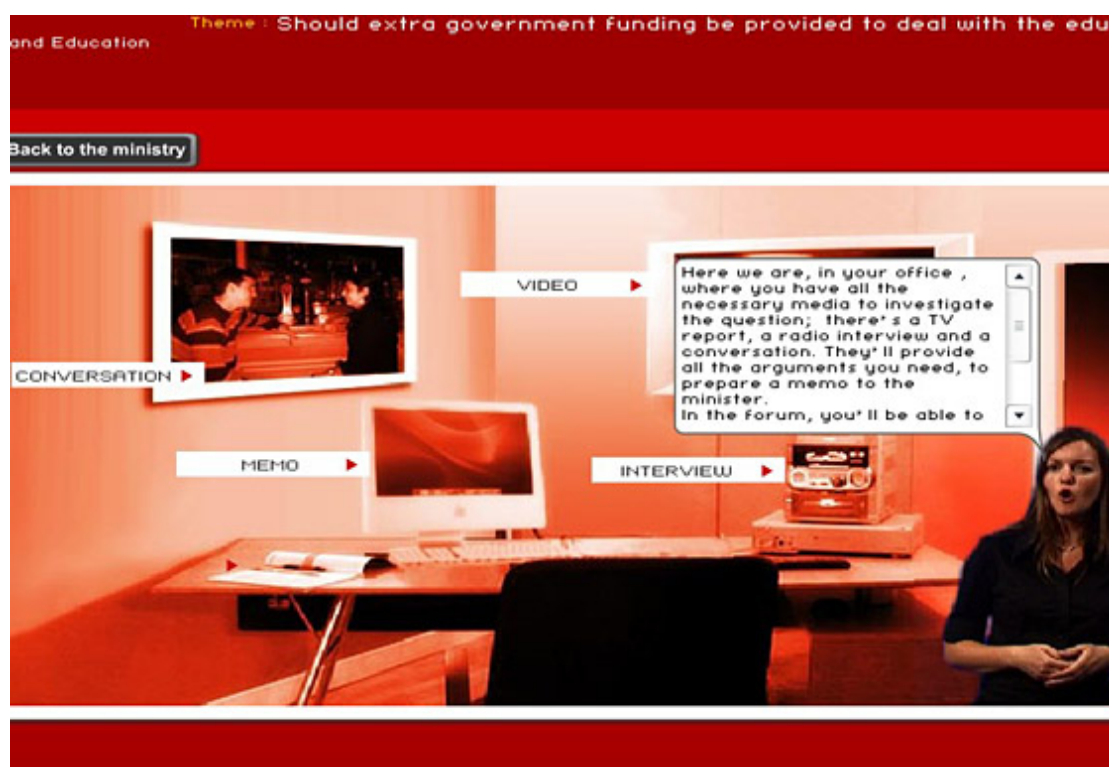 Theme : Should extra government funding be provided to deal with the edu
and Education
Back to the ministry
VIDEO
Here we are, in your office ,
where you have all the
necessary media to investigate
the question; there's a TV
report, a radio interview and a
conversation. They'll provide
all the arguments you need, to
prepare a memo to the
minister.
In the forum, you'll be able to
CONVERSATION
MEMO
INTERVIEW